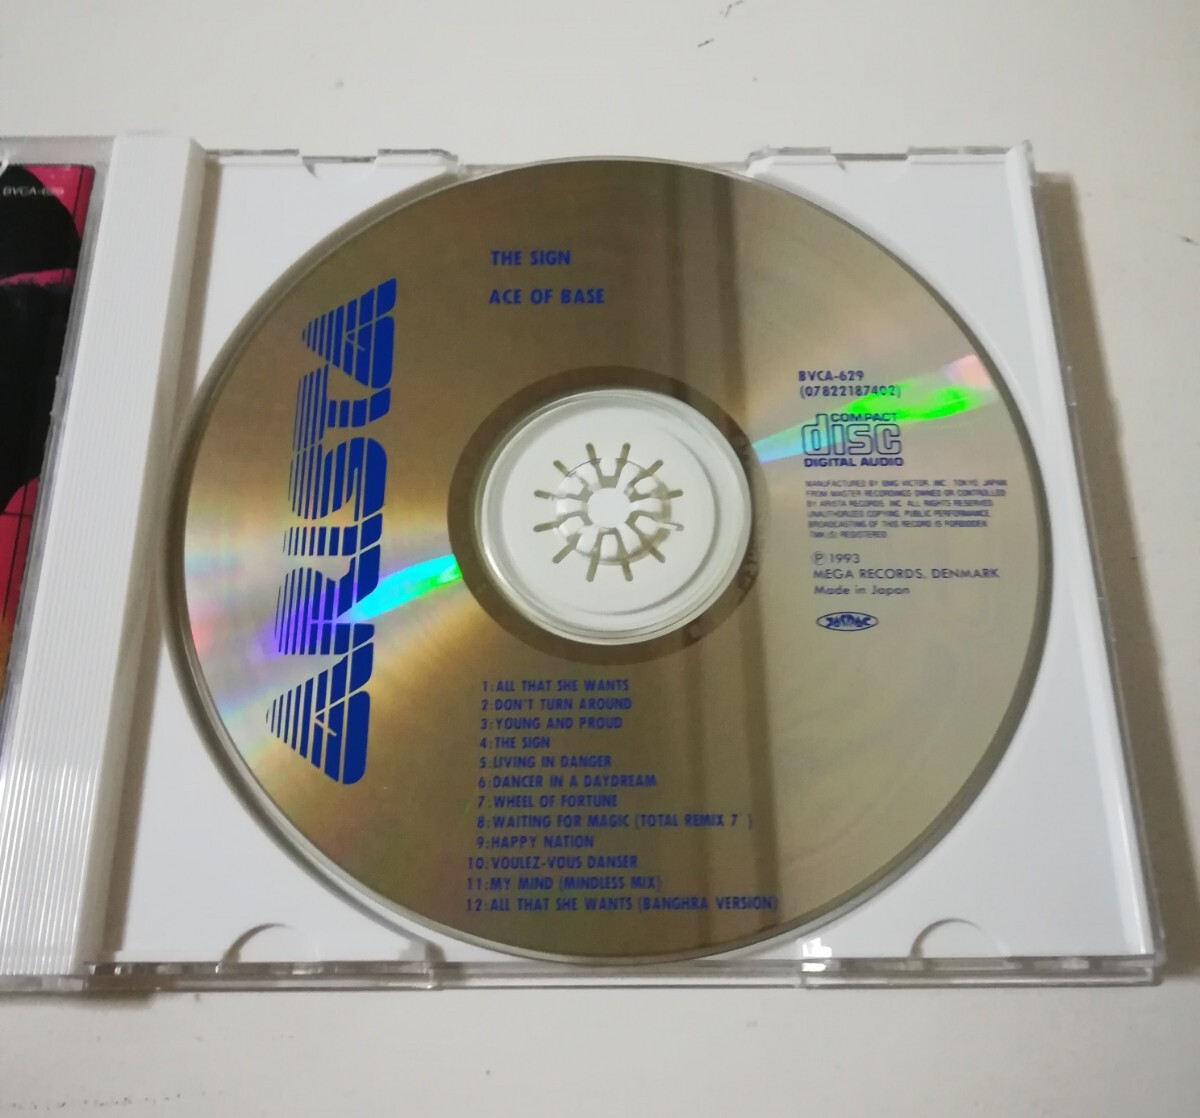 BVCA-629
THE SIGN
ACE OF BASE
ARISTA
BVCA-629
(07822187402)
COMPACT
disc
DIGITAL AUDIO
MANUFACTURED BY BMG VICTOR, INC. TOKYO, JAPAN.
FROM MASTER RECORDINGS OWNED OR CONTROLLED
BY ARISTA RECORDS, INC. ALL RIGHTS RESERVED.
UNAUTHORIZED COPYING, PUBLIC PERFORMANCE,
BROADCASTING OF THIS RECORD IS FORBIDDEN.
TMK (S) REGISTERED.
℗ 1993
MEGA RECORDS, DENMARK
Made in Japan
JASRAC
1:ALL THAT SHE WANTS
2:DON'T TURN AROUND
3:YOUNG AND PROUD
4:THE SIGN
5:LIVING IN DANGER
6:DANCER IN A DAYDREAM
7:WHEEL OF FORTUNE
8:WAITING FOR MAGIC (TOTAL REMIX 7 )
9:HAPPY NATION
10:VOULEZ-VOUS DANSER
11:MY MIND (MINDLESS MIX)
12:ALL THAT SHE WANTS (BANGHRA VERSION)